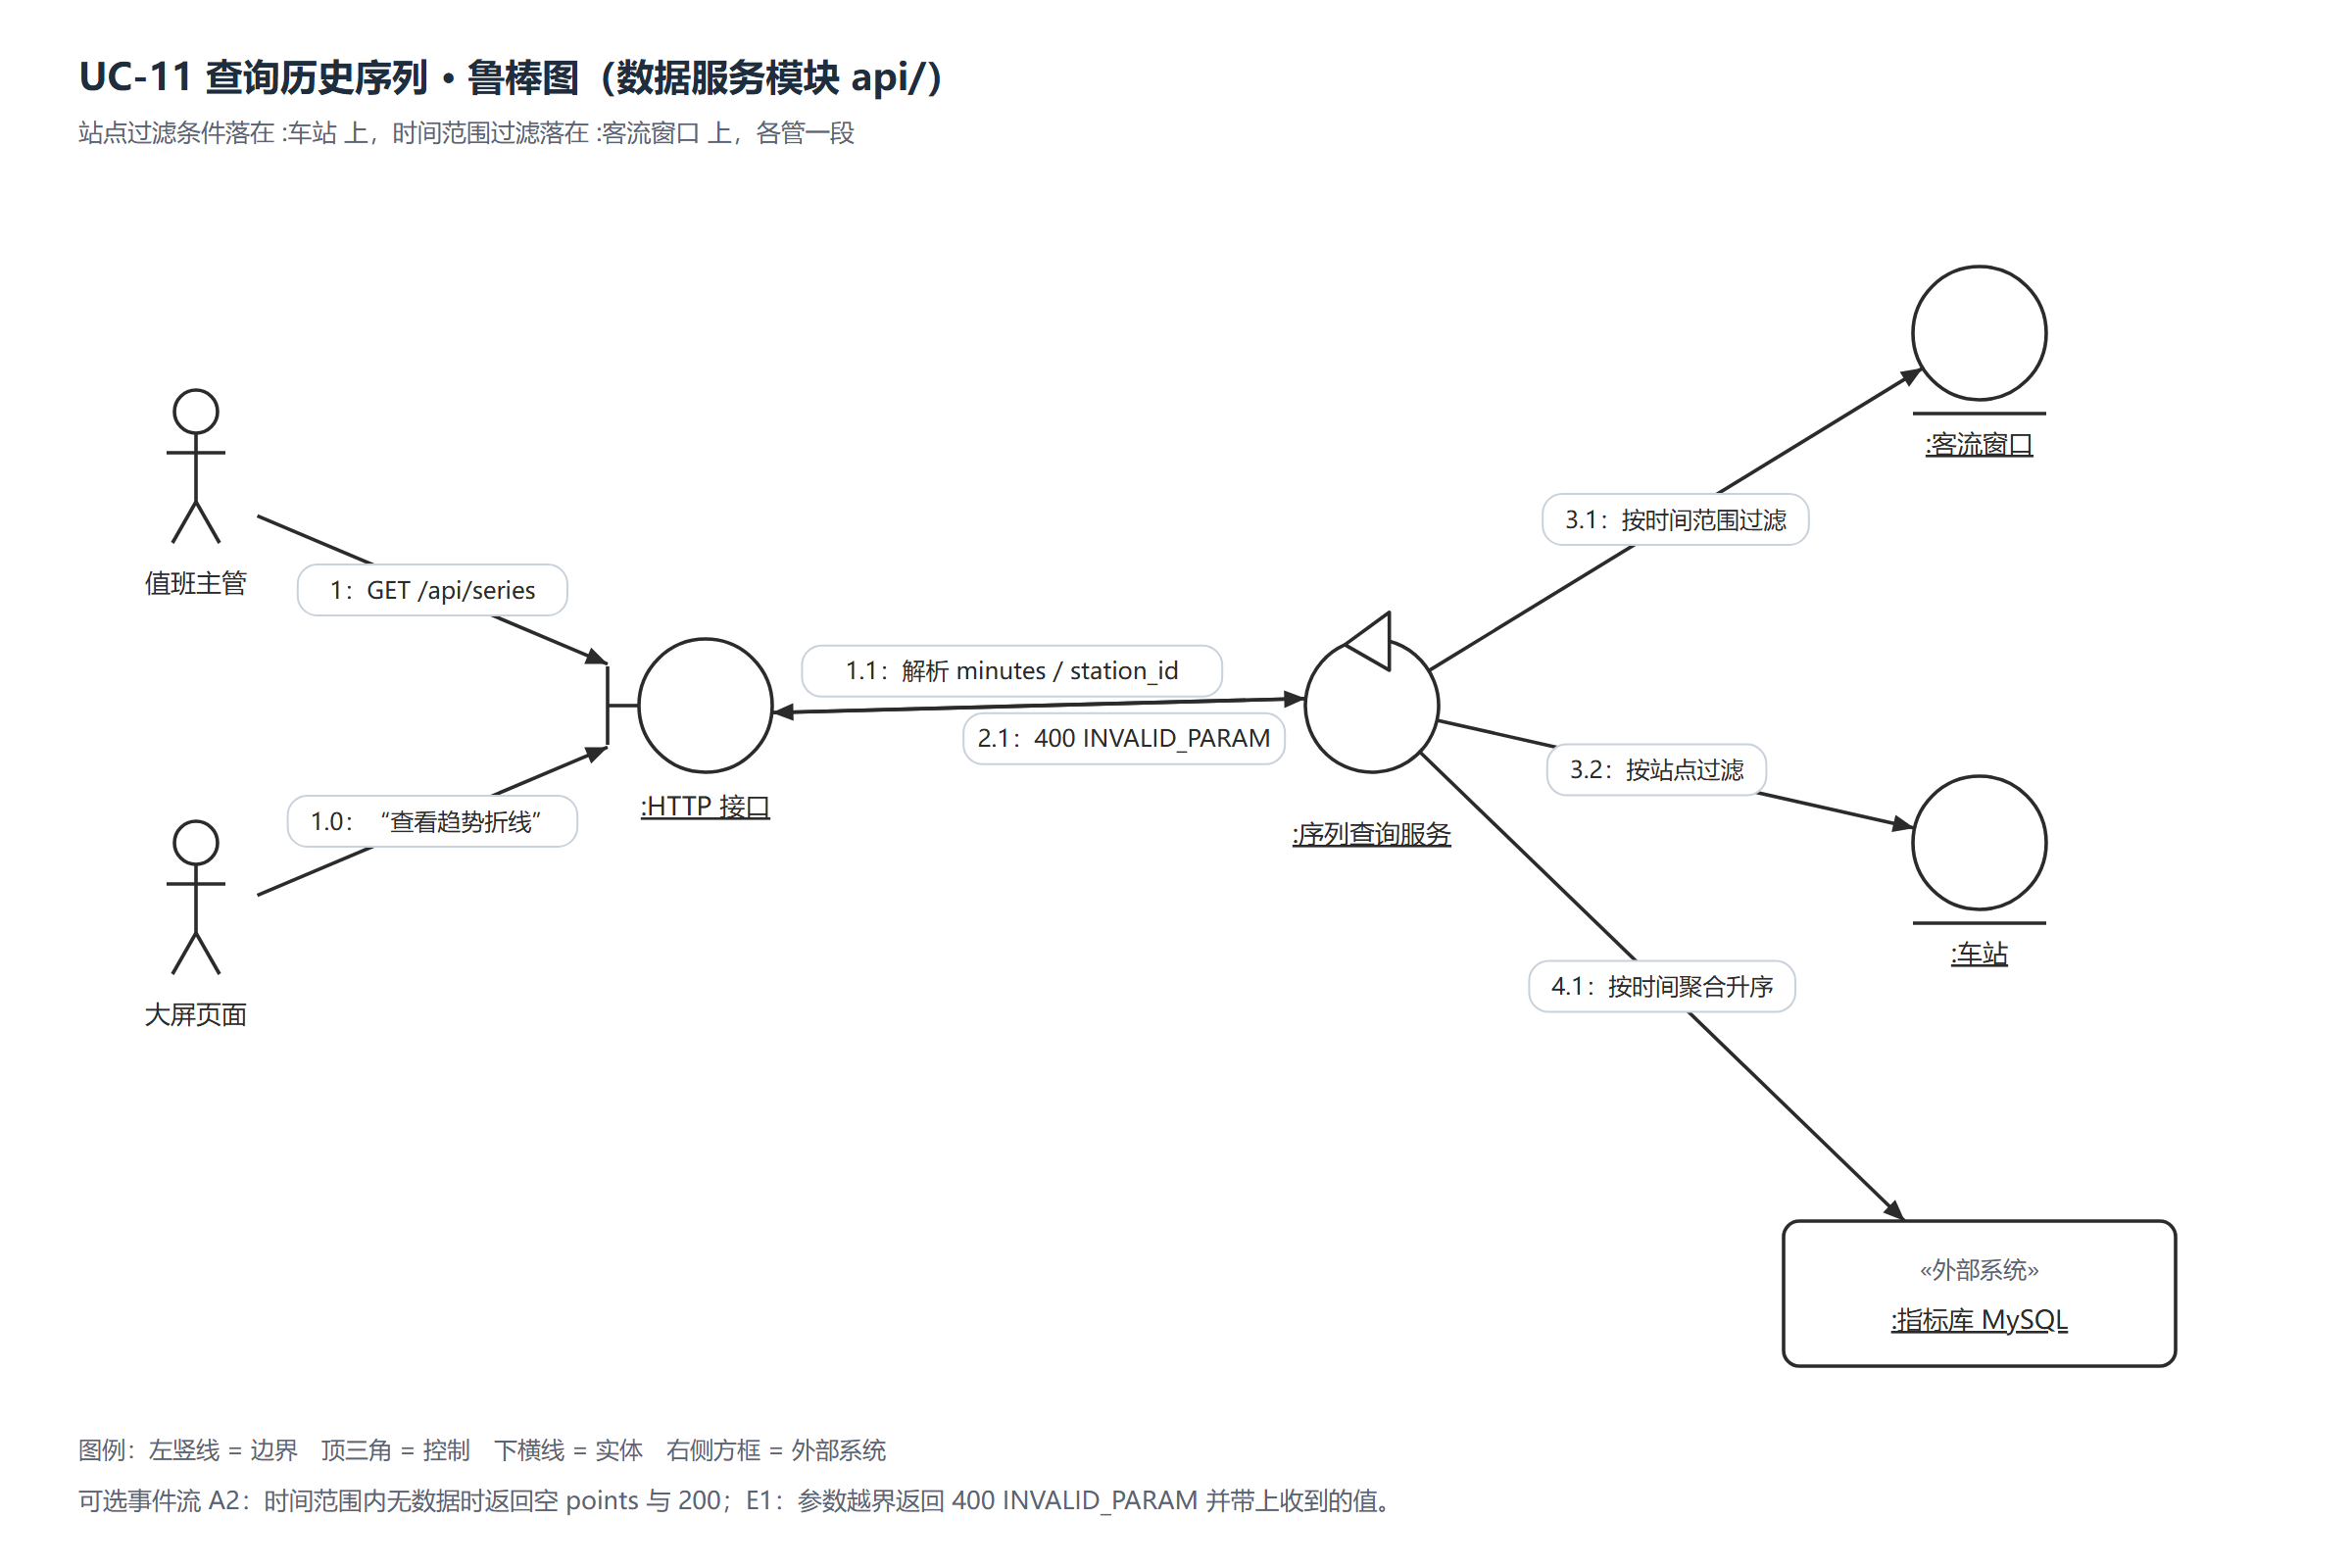 UC-11 查询历史序列 · 鲁棒图（数据服务模块 api/）
站点过滤条件落在 :车站 上，时间范围过滤落在 :客流窗口 上，各管一段
:客流窗口
3.1：按时间范围过滤
值班主管
1：GET /api/series
1.1：解析 minutes / station_id
2.1：400 INVALID_PARAM
3.2：按站点过滤
:HTTP 接口
1.0：“查看趋势折线”
:序列查询服务
:车站
4.1：按时间聚合升序
大屏页面
«外部系统»
:指标库 MySQL
图例：左竖线 = 边界　顶三角 = 控制　下横线 = 实体　右侧方框 = 外部系统
可选事件流 A2：时间范围内无数据时返回空 points 与 200；E1：参数越界返回 400 INVALID_PARAM 并带上收到的值。